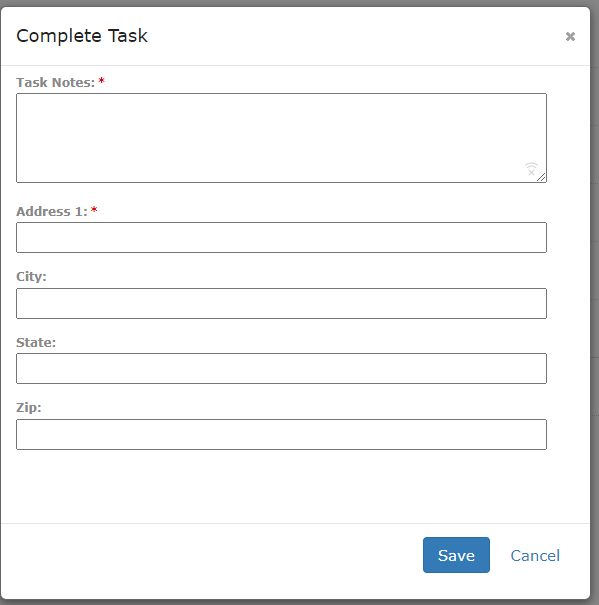 Complete Task
Task Notes: *
Address 1: *
City:
State:
Zip:
Save Cancel